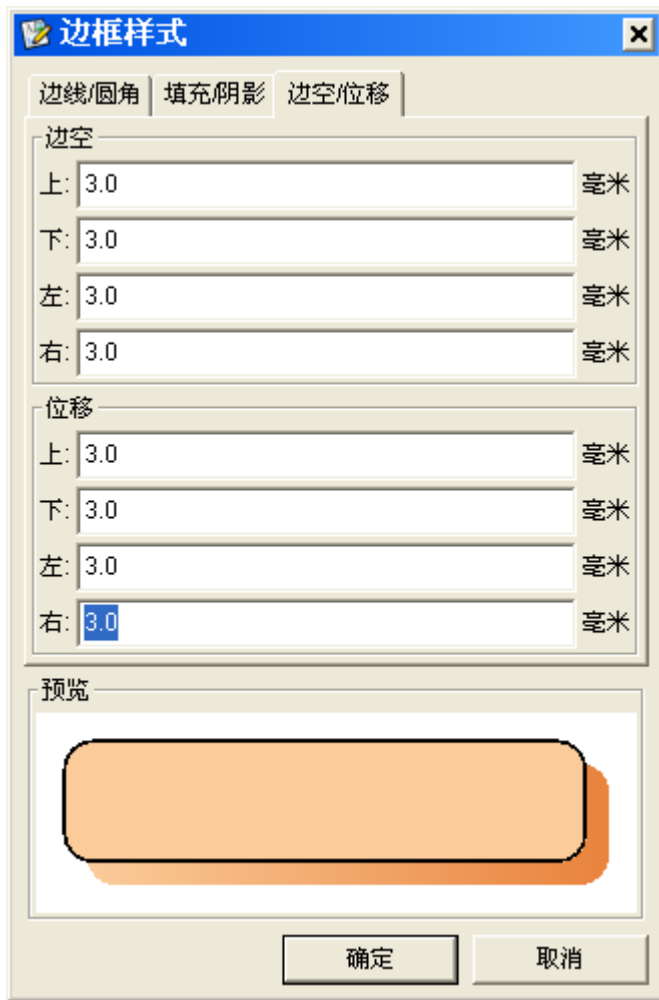 边框样式
边线/圆角 填充/阴影 边空/位移
边空
上: 3.0 毫米
下: 3.0 毫米
左: 3.0 毫米
右: 3.0 毫米
位移
上: 3.0 毫米
下: 3.0 毫米
左: 3.0 毫米
右: 3.0 毫米
预览
确定 取消